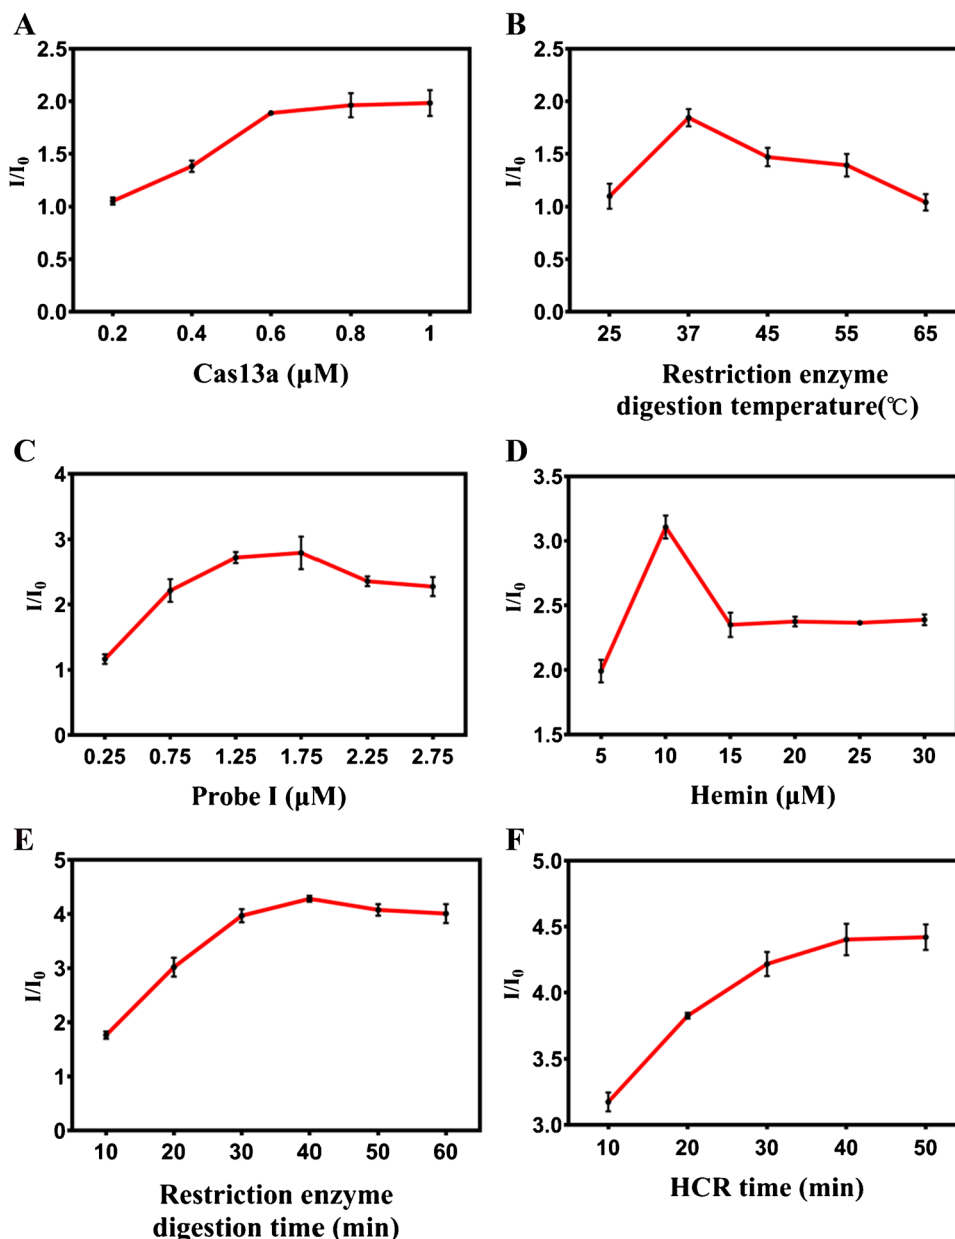 A
2.5
2.0
1.5
1.0
0.5
0.0
I/I0
0.2 0.4 0.6 0.8 1
Cas13a (μM)
B
2.5
2.0
1.5
1.0
0.5
0.0
I/I0
25 37 45 55 65
Restriction enzyme
digestion temperature(℃)
C
4
3
2
1
0
I/I0
0.25 0.75 1.25 1.75 2.25 2.75
Probe I (μM)
D
3.5
3.0
2.5
2.0
1.5
I/I0
5 10 15 20 25 30
Hemin (μM)
E
5
4
3
2
1
0
I/I0
10 20 30 40 50 60
Restriction enzyme
digestion time (min)
F
5.0
4.5
4.0
3.5
3.0
I/I0
10 20 30 40 50
HCR time (min)